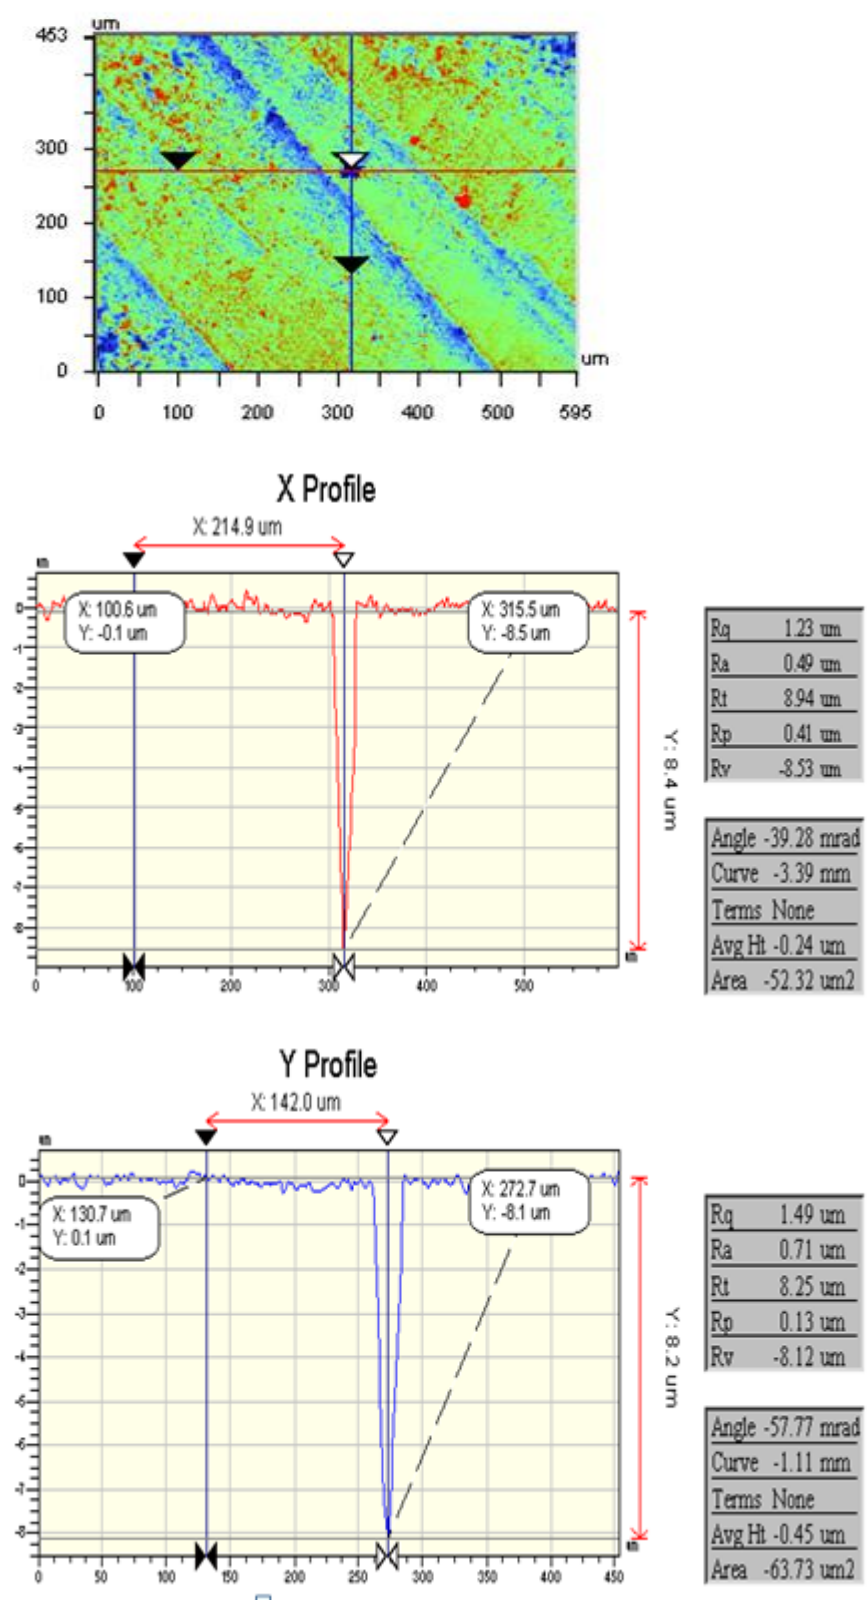 um
453
300
200
100
0
um
0 100 200 300 400 500 595
X Profile
X: 214.9 um
X: 100.6 um
Y: -0.1 um
X: 315.5 um
Y: -8.5 um
0
-1
-2
-3
-4
-5
-6
-7
-8
Y: 8.4 um
0 100 200 300 400 500
Rq 1.23 um
Ra 0.49 um
Rt 8.94 um
Rp 0.41 um
Rv -8.53 um
Angle -39.28 mrad
Curve -3.39 mm
Terms None
Avg Ht -0.24 um
Area -52.32 um2
Y Profile
X: 142.0 um
X: 130.7 um
Y: 0.1 um
X: 272.7 um
Y: -8.1 um
0
-1
-2
-3
-4
-5
-6
-7
-8
Y: 8.2 um
0 50 100 150 200 250 300 350 400 450
Rq 1.49 um
Ra 0.71 um
Rt 8.25 um
Rp 0.13 um
Rv -8.12 um
Angle -57.77 mrad
Curve -1.11 mm
Terms None
Avg Ht -0.45 um
Area -63.73 um2